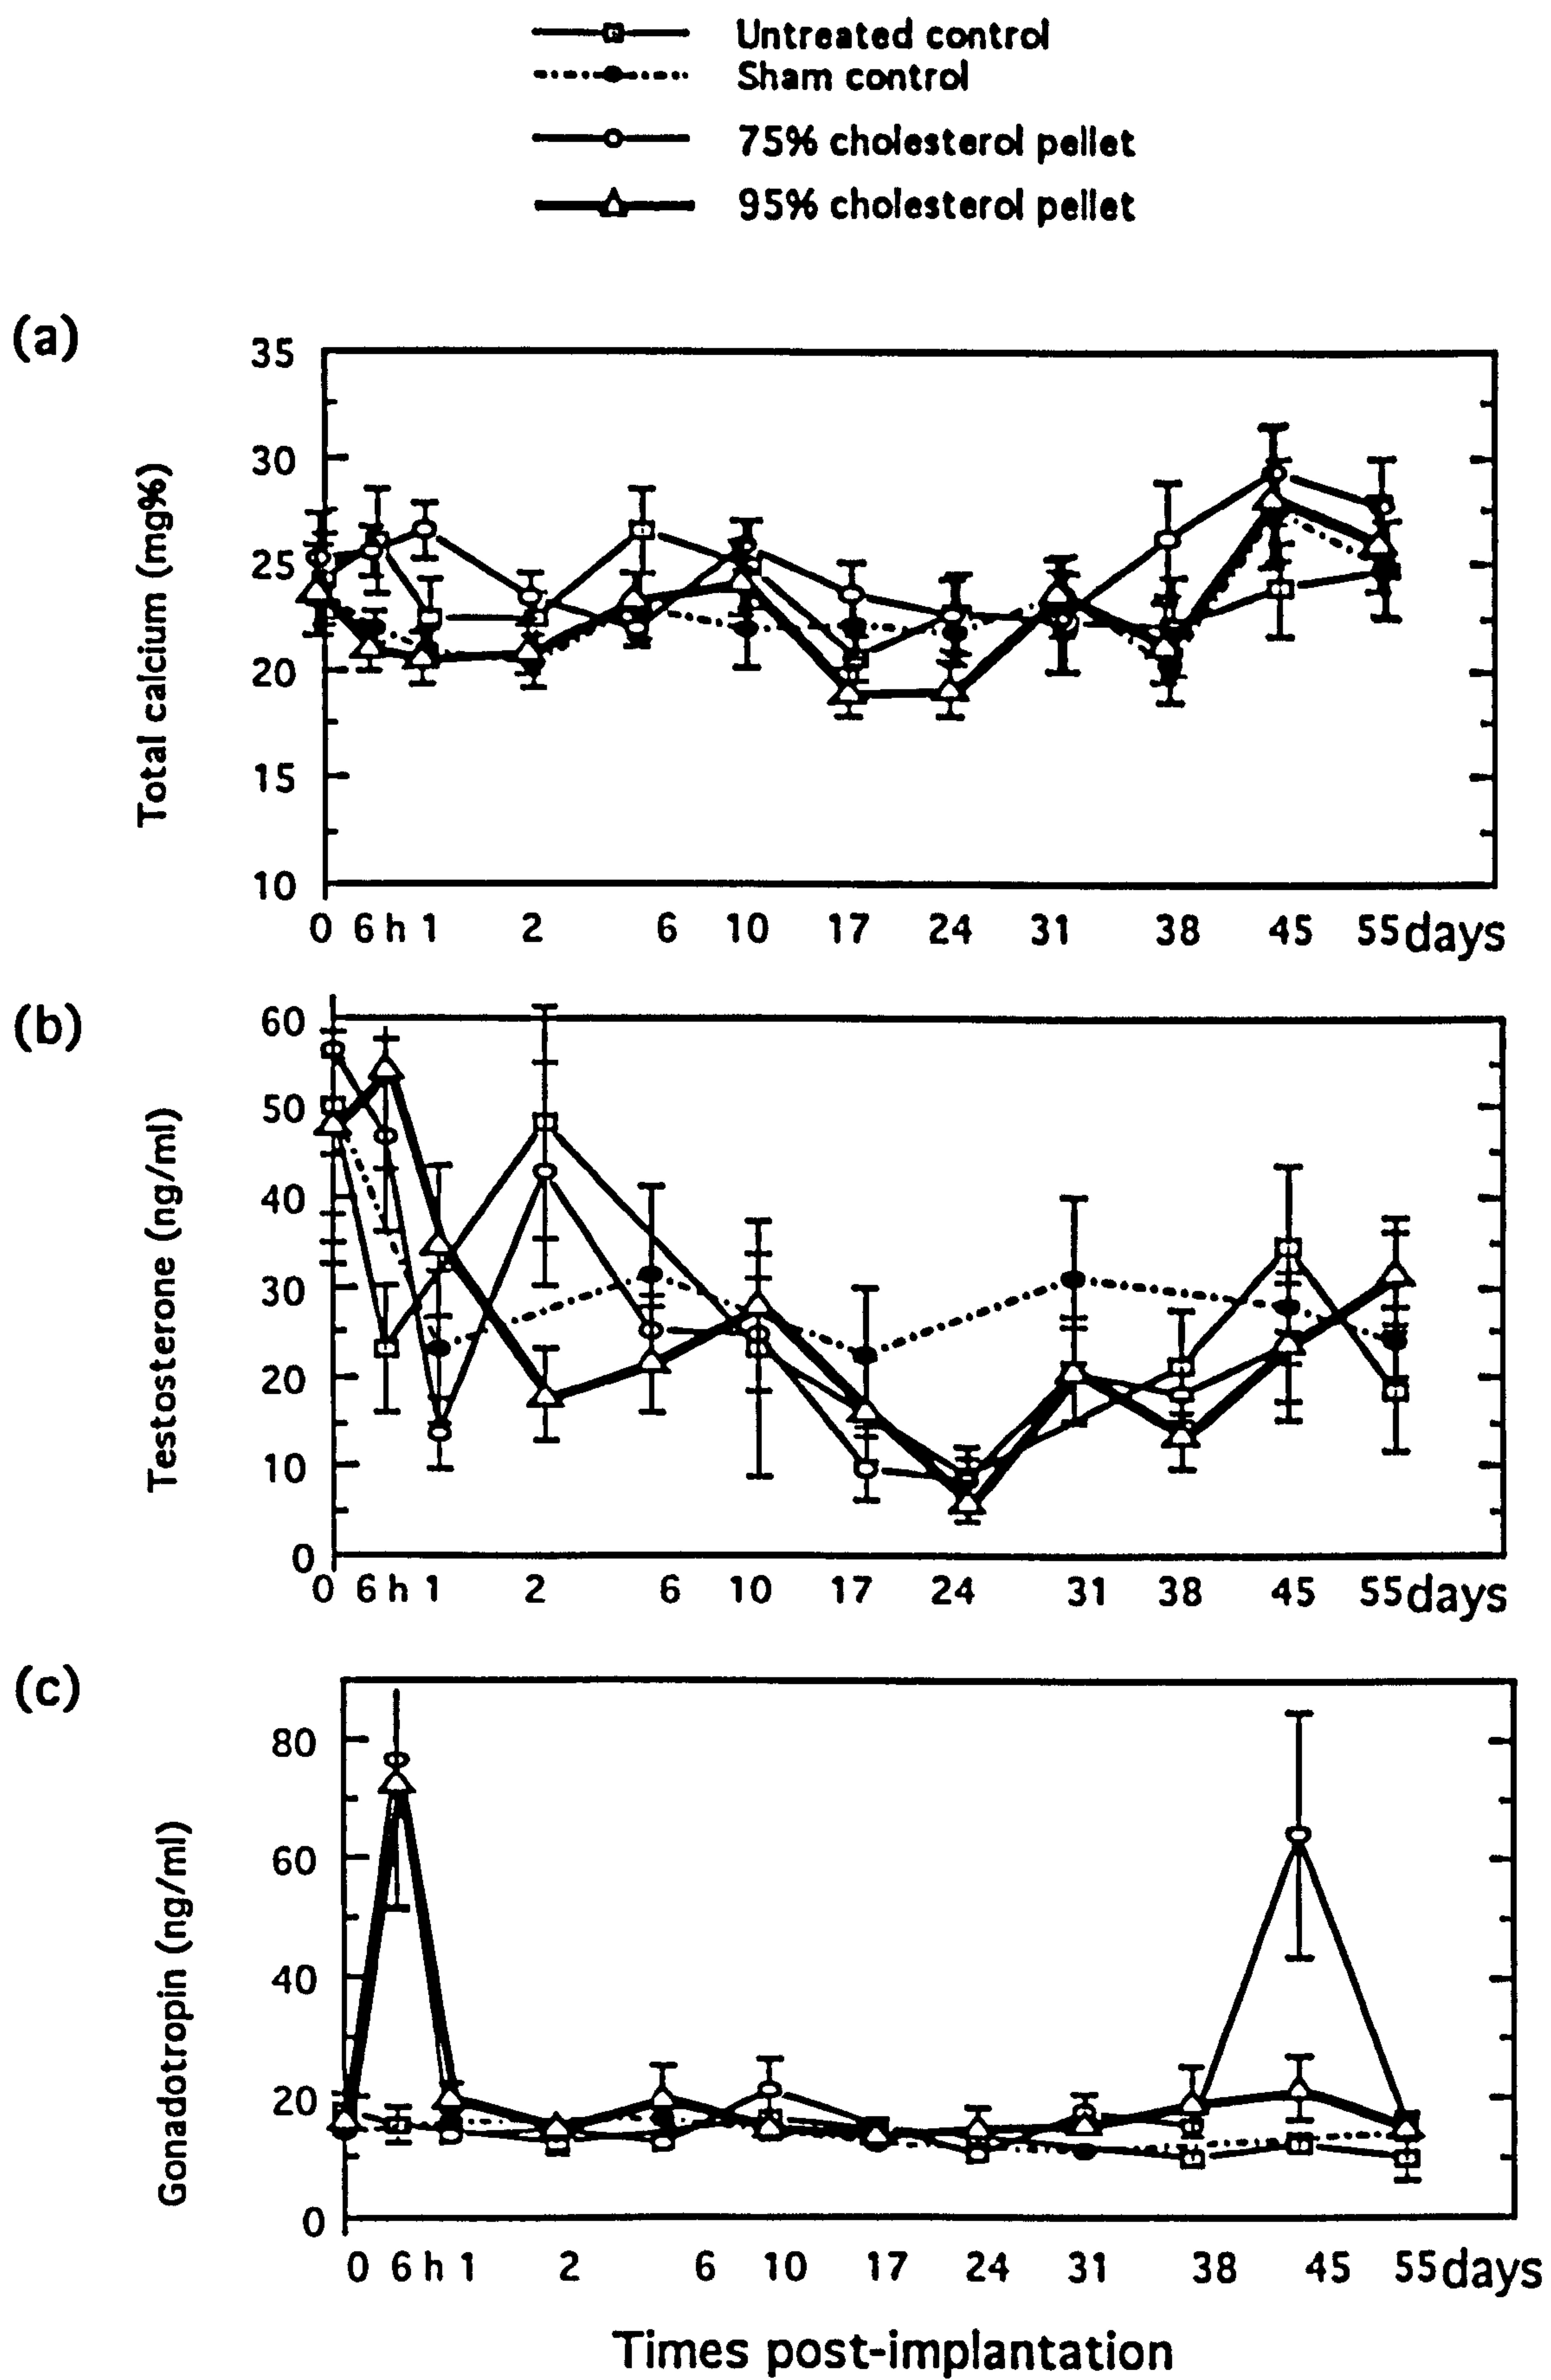 Untreated control
Sham control
75% cholesterol pellet
95% cholesterol pellet
(a)
Total calcium (mg%)
35
30
25
20
15
10
0 6 h 1 2 6 10 17 24 31 38 45 55 days
(b)
Testosterone (ng/ml)
60
50
40
30
20
10
0
0 6 h 1 2 6 10 17 24 31 38 45 55 days
(c)
Gonadotropin (ng/ml)
80
60
40
20
0
0 6 h 1 2 6 10 17 24 31 38 45 55 days
Times post-implantation